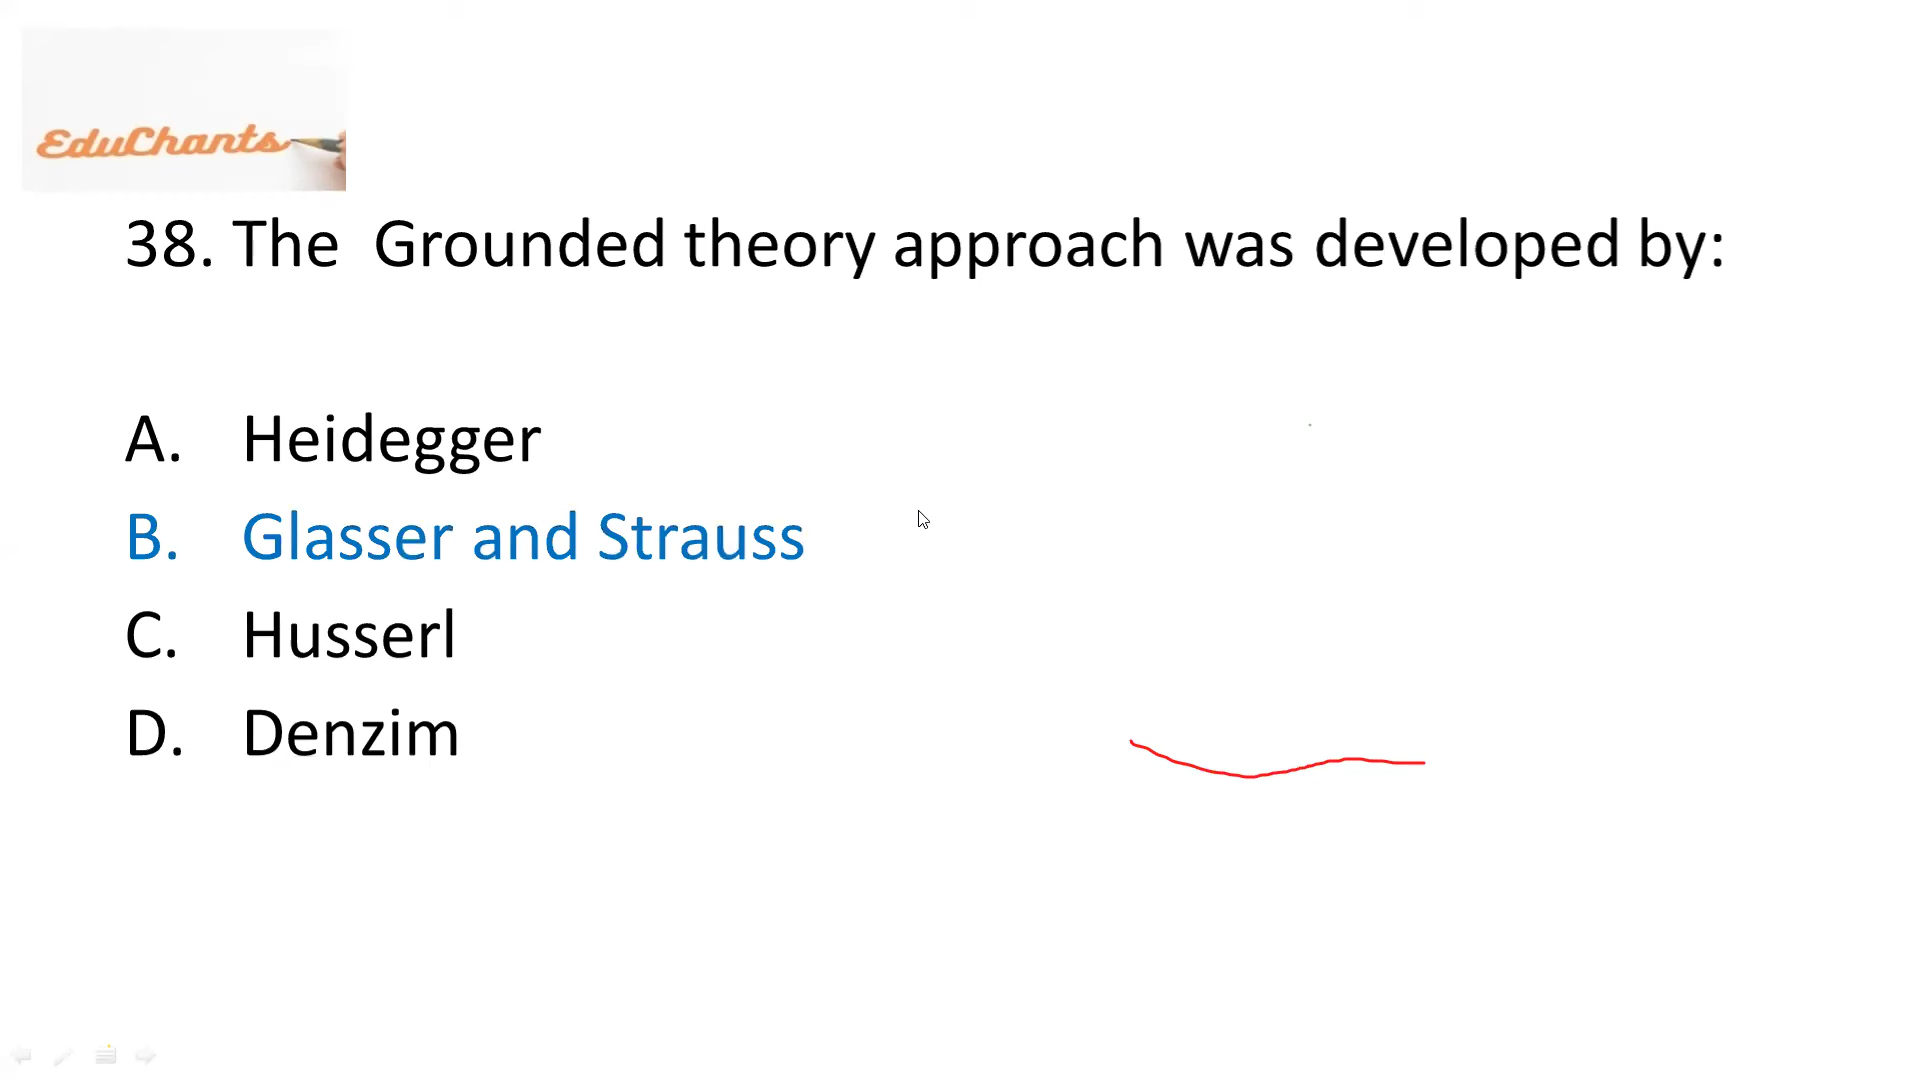 EduChants
38. The Grounded theory approach was developed by:
A. Heidegger
B. Glasser and Strauss
C. Husserl
D. Denzim